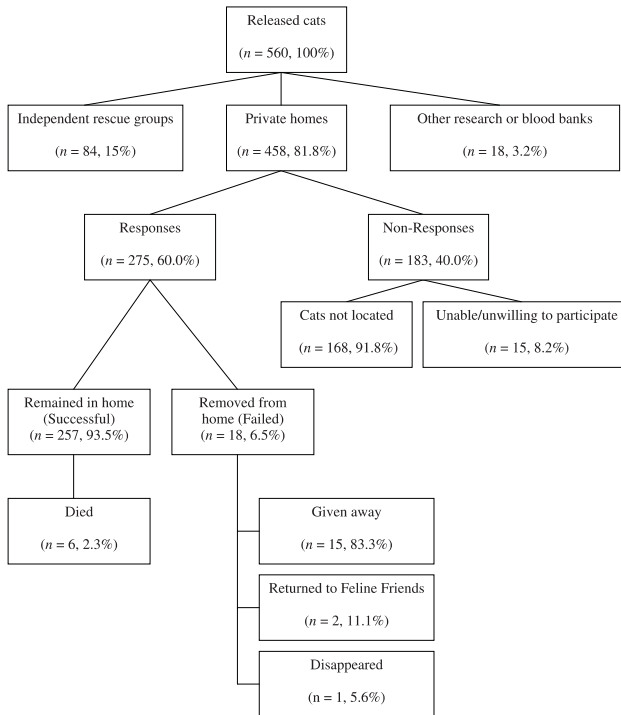 Released cats
(n = 560, 100%)
Independent rescue groups
(n = 84, 15%)
Private homes
(n = 458, 81.8%)
Other research or blood banks
(n = 18, 3.2%)
Responses
(n = 275, 60.0%)
Non-Responses
(n = 183, 40.0%)
Cats not located
(n = 168, 91.8%)
Unable/unwilling to participate
(n = 15, 8.2%)
Remained in home
(Successful)
(n = 257, 93.5%)
Removed from
home (Failed)
(n = 18, 6.5%)
Died
(n = 6, 2.3%)
Given away
(n = 15, 83.3%)
Returned to Feline Friends
(n = 2, 11.1%)
Disappeared
(n = 1, 5.6%)